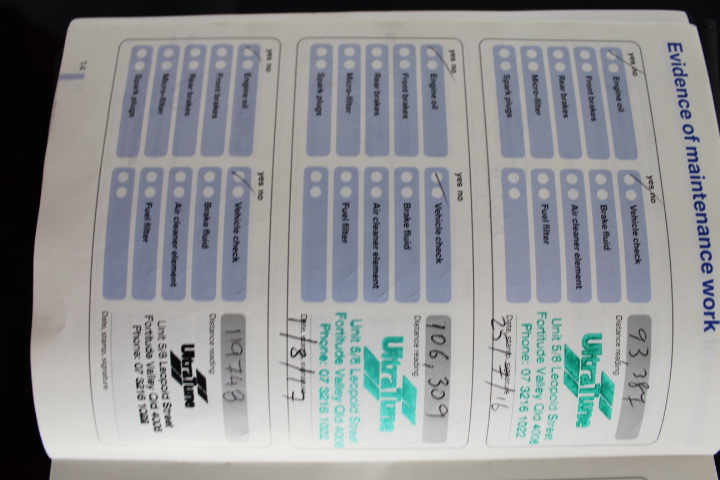 Evidence of maintenance work
yes no
Engine oil
Front brakes
Rear brakes
Micro-filter
Spark plugs
yes no
Vehicle check
Brake fluid
Air cleaner element
Fuel filter
93 387
Distance reading
UltraTune
Unit 5/8 Leopold Street
Fortitude Valley Qld 4006
Phone: 07 3216 1022
25/7/16
Date, stamp, signature
yes no
Engine oil
Front brakes
Rear brakes
Micro-filter
Spark plugs
yes no
Vehicle check
Brake fluid
Air cleaner element
Fuel filter
106,309
Distance reading
UltraTune
Unit 5/8 Leopold Street
Fortitude Valley Qld 4006
Phone: 07 3216 1022
11/8/17
Date, stamp, signature
yes no
Engine oil
Front brakes
Rear brakes
Micro-filter
Spark plugs
yes no
Vehicle check
Brake fluid
Air cleaner element
Fuel filter
119748
Distance reading
UltraTune
Unit 5/8 Leopold Street
Fortitude Valley Qld 4006
Phone: 07 3216 1022
Date, stamp, signature
14